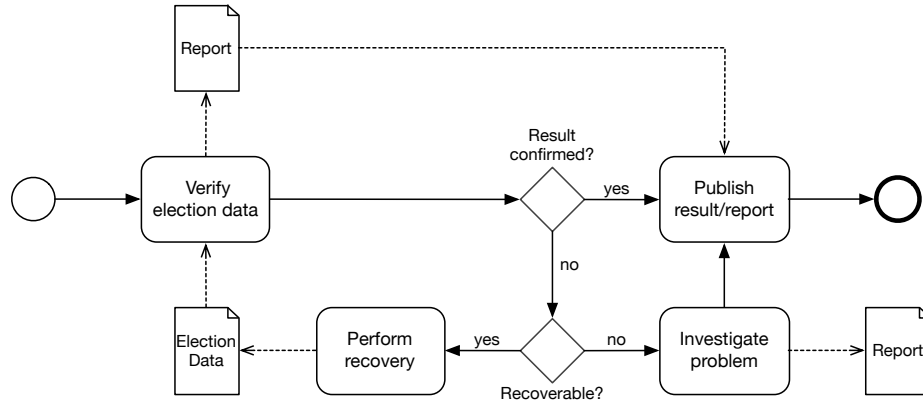 Report
Result
confirmed?
Verify
election data
yes
Publish
result/report
no
Election
Data
Perform
recovery
yes
no
Investigate
problem
Report
Recoverable?